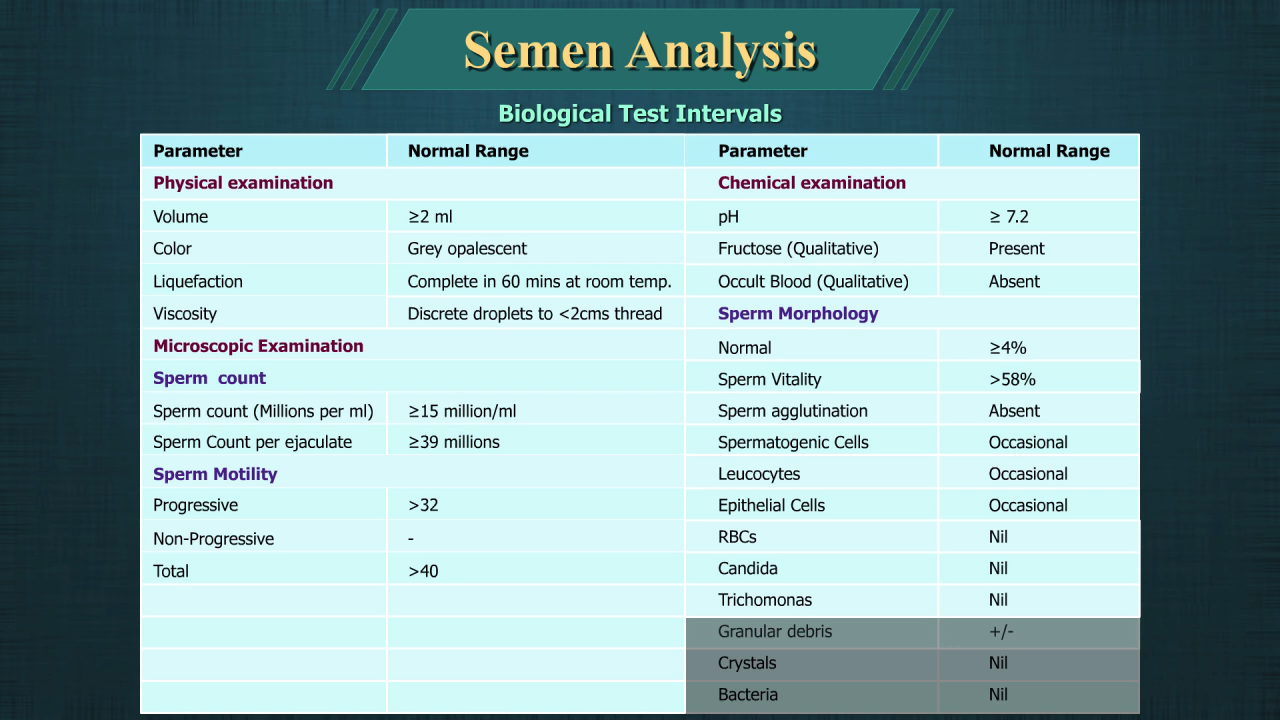 Semen Analysis
Biological Test Intervals
Parameter Normal Range Parameter Normal Range
Physical examination Chemical examination
Volume ≥2 ml pH ≥ 7.2
Color Grey opalescent Fructose (Qualitative) Present
Liquefaction Complete in 60 mins at room temp. Occult Blood (Qualitative) Absent
Viscosity Discrete droplets to <2cms thread Sperm Morphology
Microscopic Examination Normal ≥4%
Sperm count Sperm Vitality >58%
Sperm count (Millions per ml) ≥15 million/ml Sperm agglutination Absent
Sperm Count per ejaculate ≥39 millions Spermatogenic Cells Occasional
Sperm Motility Leucocytes Occasional
Progressive >32 Epithelial Cells Occasional
Non-Progressive - RBCs Nil
Total >40 Candida Nil
Trichomonas Nil
Granular debris +/-
Crystals Nil
Bacteria Nil